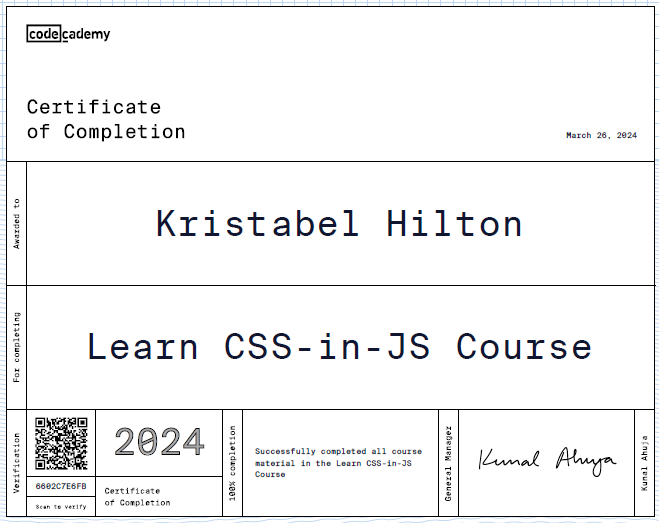 codecademy
Certificate
of Completion
March 26, 2024
Awarded to
Kristabel Hilton
For completing
Learn CSS-in-JS Course
Verification
6602C7E6FB
Scan to verify
2024
Certificate
of Completion
100% completion
Successfully completed all course
material in the Learn CSS-in-JS
Course
General Manager
Kunal Ahuja
Kunal Ahuja